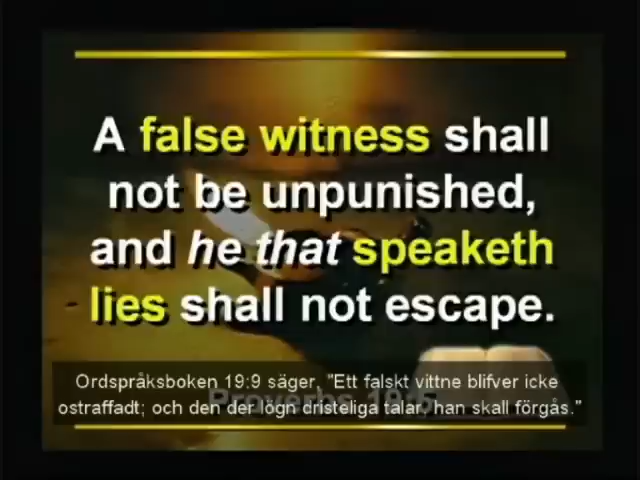 A false witness shall
not be unpunished,
and he that speaketh
lies shall not escape.
Ordspråksboken 19:9 säger, "Ett falskt vittne blifver icke
Proverbs 19:5
ostraffadt; och den der lögn dristeliga talar, han skall förgås."